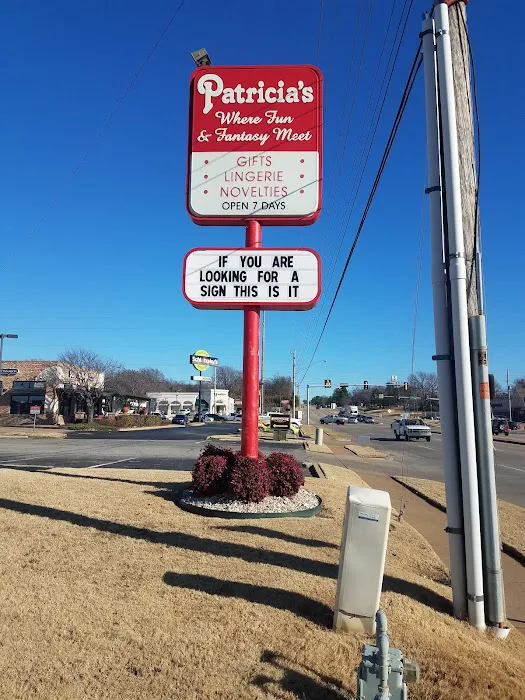 Patricia's
Where Fun
& Fantasy Meet
• GIFTS •
• LINGERIE •
• NOVELTIES •
OPEN 7 DAYS
IF YOU ARE
LOOKING FOR A
SIGN THIS IS IT